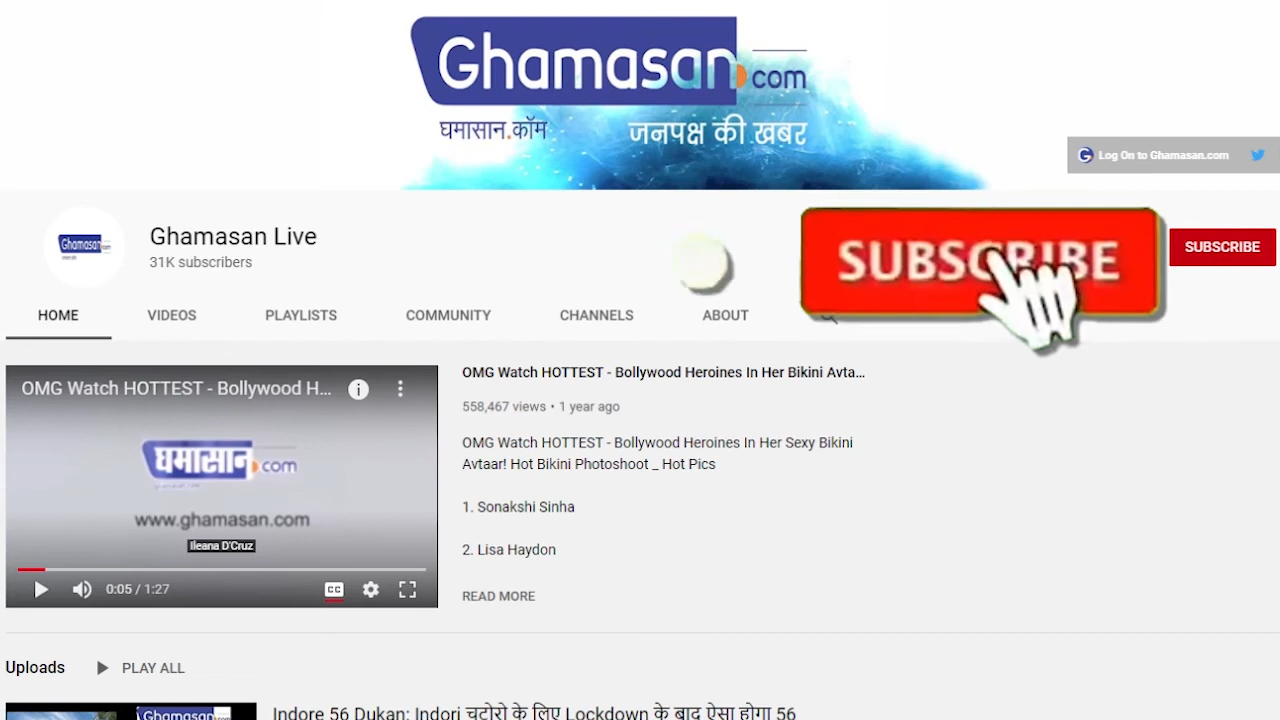 Ghamasan.com
घमासान.कॉम जनपक्ष की खबर
Log On to Ghamasan.com
Ghamasan
Ghamasan Live
31K subscribers
SUBSCRIBE
SUBSCRIBE
HOME VIDEOS PLAYLISTS COMMUNITY CHANNELS ABOUT
OMG Watch HOTTEST - Bollywood H...
घमासान.com
www.ghamasan.com
Ileana D'Cruz
0:05 / 1:27
CC
OMG Watch HOTTEST - Bollywood Heroines In Her Bikini Avta...
558,467 views • 1 year ago
OMG Watch HOTTEST - Bollywood Heroines In Her Sexy Bikini
Avtaar! Hot Bikini Photoshoot _ Hot Pics
1. Sonakshi Sinha
2. Lisa Haydon
READ MORE
Uploads PLAY ALL
Ghamasan.com
Indore 56 Dukan: Indori चटोरो के लिए Lockdown के बाद ऐसा होगा 56